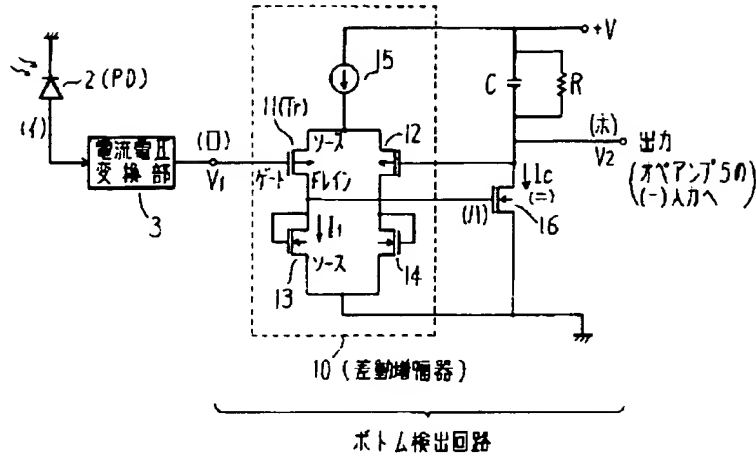 +V
15
2(PD)
C
R
(イ)
11(Tr)
ソース
12
(ロ)
(ホ)
V2
出力
(オペアンプ5の
(-)入力へ
電流電圧
変換部
V1
ゲート
ドレイン
Ic
(ニ)
(ハ)
16
3
I1
ソース
13
14
10(差動増幅器)
ボトム検出回路